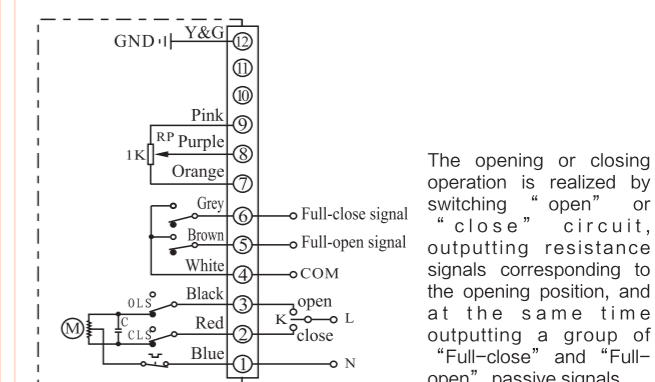 GND Y&G 12
11
10
Pink 9
RP Purple 8
1K
Orange 7
Grey 6 Full-close signal
Brown 5 Full-open signal
White 4 COM
OLS Black 3 open
M C K L
CLS Red 2 close
Blue 1 N
The opening or closing
operation is realized by
switching “open” or
“close” circuit,
outputting resistance
signals corresponding to
the opening position, and
at the same time
outputting a group of
“Full-close” and “Full-
open” passive signals